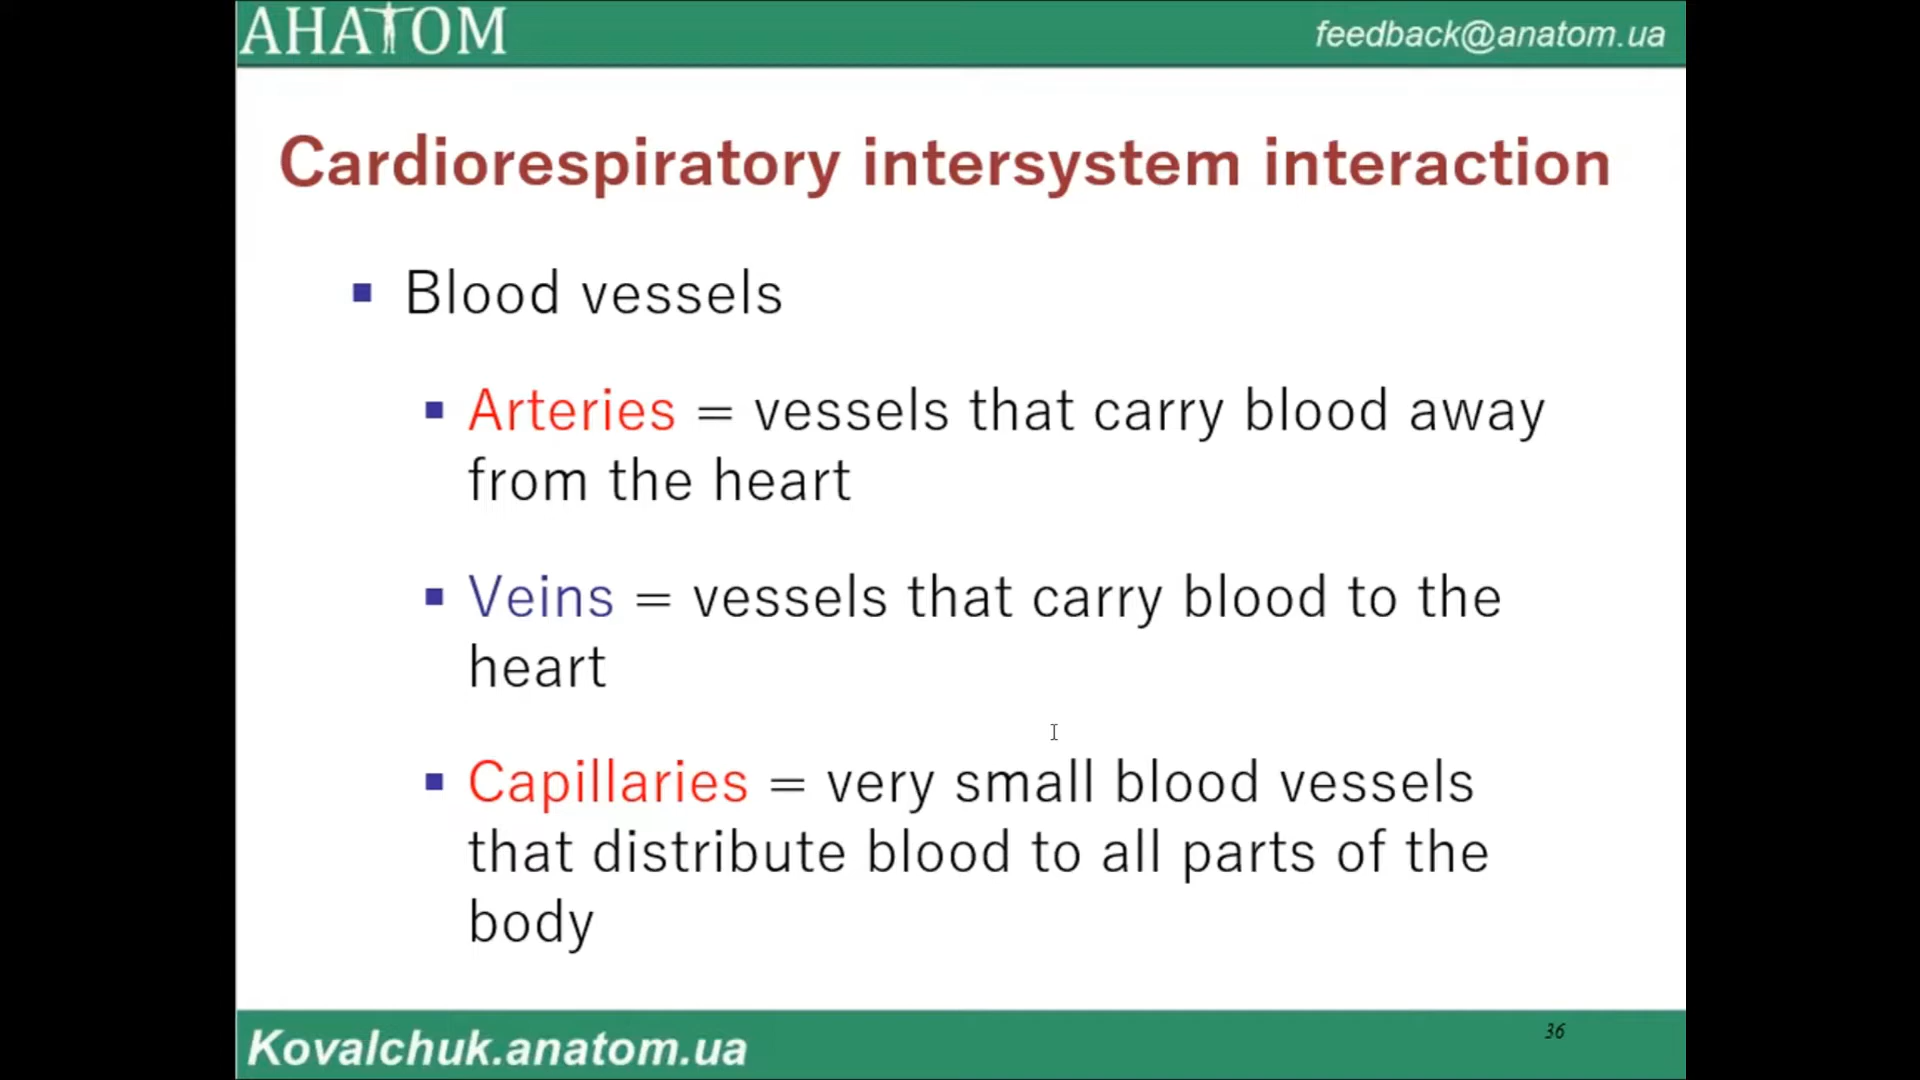 АНАТОМ
feedback@anatom.ua
Cardiorespiratory intersystem interaction
▪ Blood vessels
▪ Arteries = vessels that carry blood away
from the heart
▪ Veins = vessels that carry blood to the
heart
▪ Capillaries = very small blood vessels
that distribute blood to all parts of the
body
Kovalchuk.anatom.ua
36